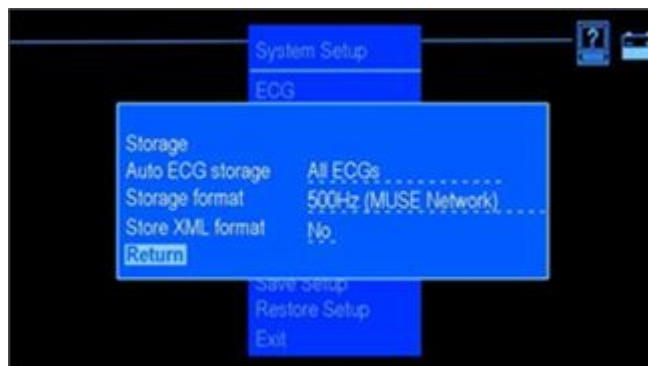 System Setup
?
ECG
Storage
Auto ECG storage All ECGs
Storage format 500Hz (MUSE Network)
Store XML format No
Return
Save Setup
Restore Setup
Exit